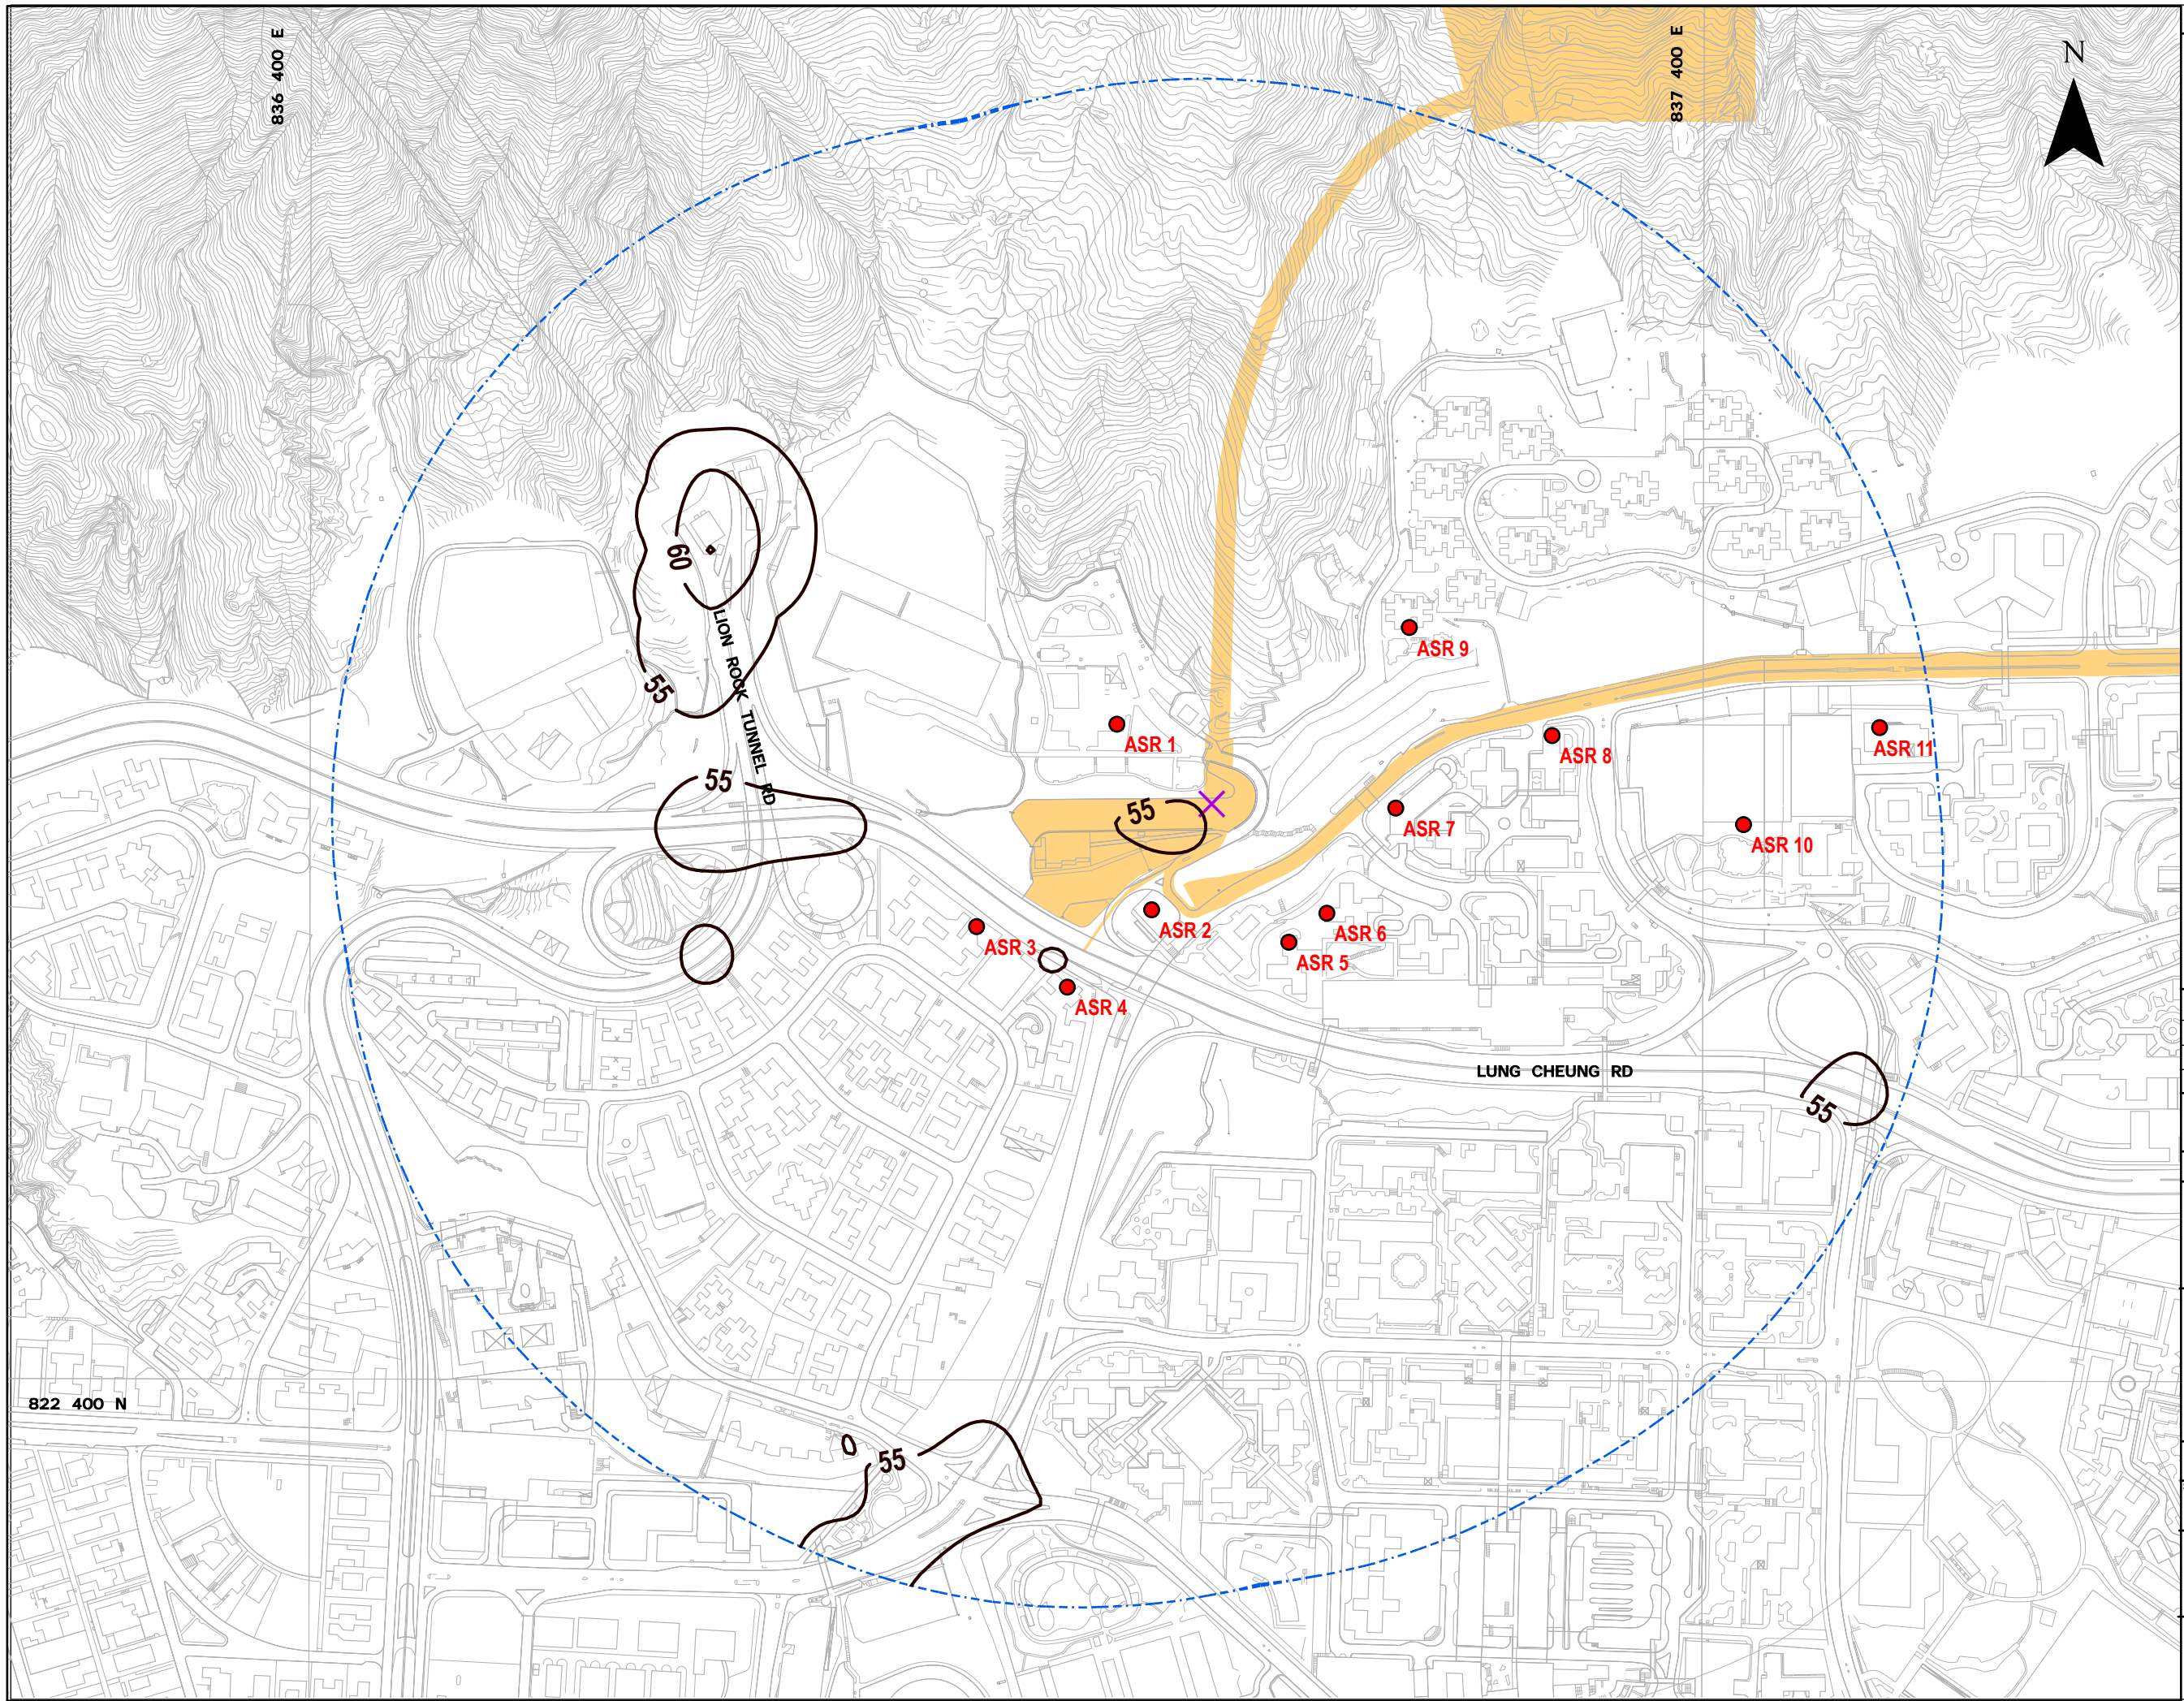 836 400 E
837 400 E
N
60
LION ROCK TUNNEL RD
55
ASR 9
ASR 1
ASR 11
ASR 8
55
55
ASR 7
ASR 10
ASR 2
ASR 6
ASR 3
ASR 5
ASR 4
LUNG CHEUNG RD
55
822 400 N
55